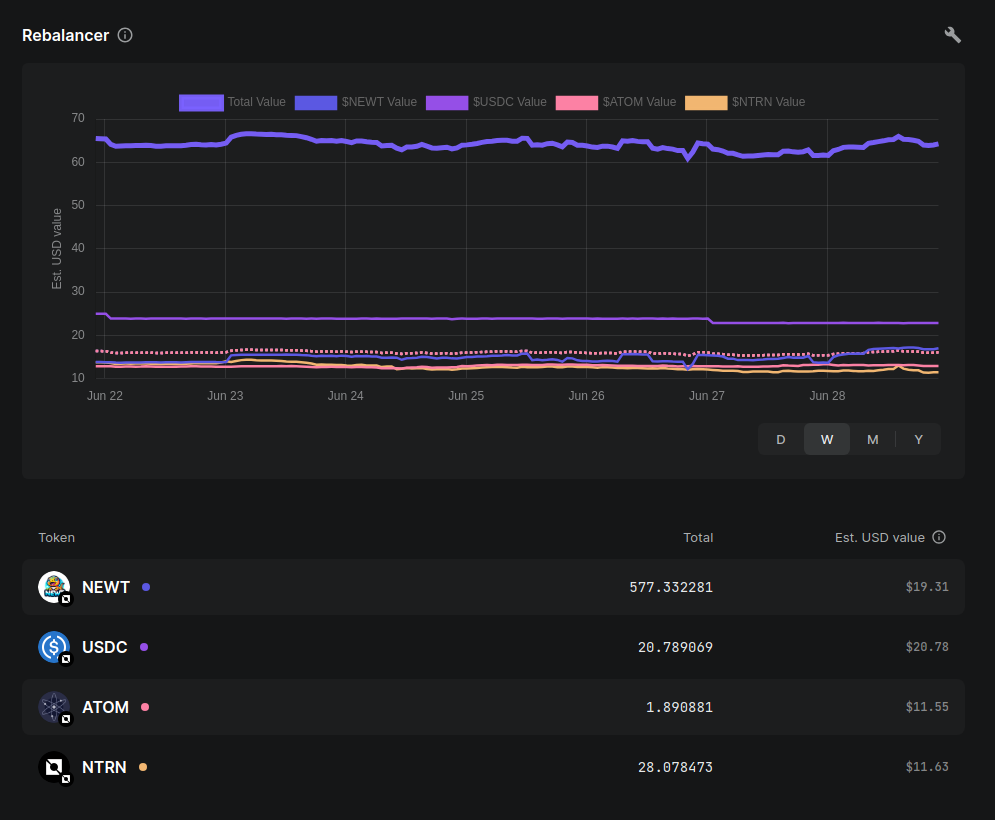 Rebalancer
Total Value $NEWT Value $USDC Value $ATOM Value $NTRN Value
70
60
50
40
30
20
10
Est. USD value
Jun 22 Jun 23 Jun 24 Jun 25 Jun 26 Jun 27 Jun 28
D W M Y
Token Total Est. USD value
NEWT 577.332281 $19.31
USDC 20.789069 $20.78
ATOM 1.890881 $11.55
NTRN 28.078473 $11.63